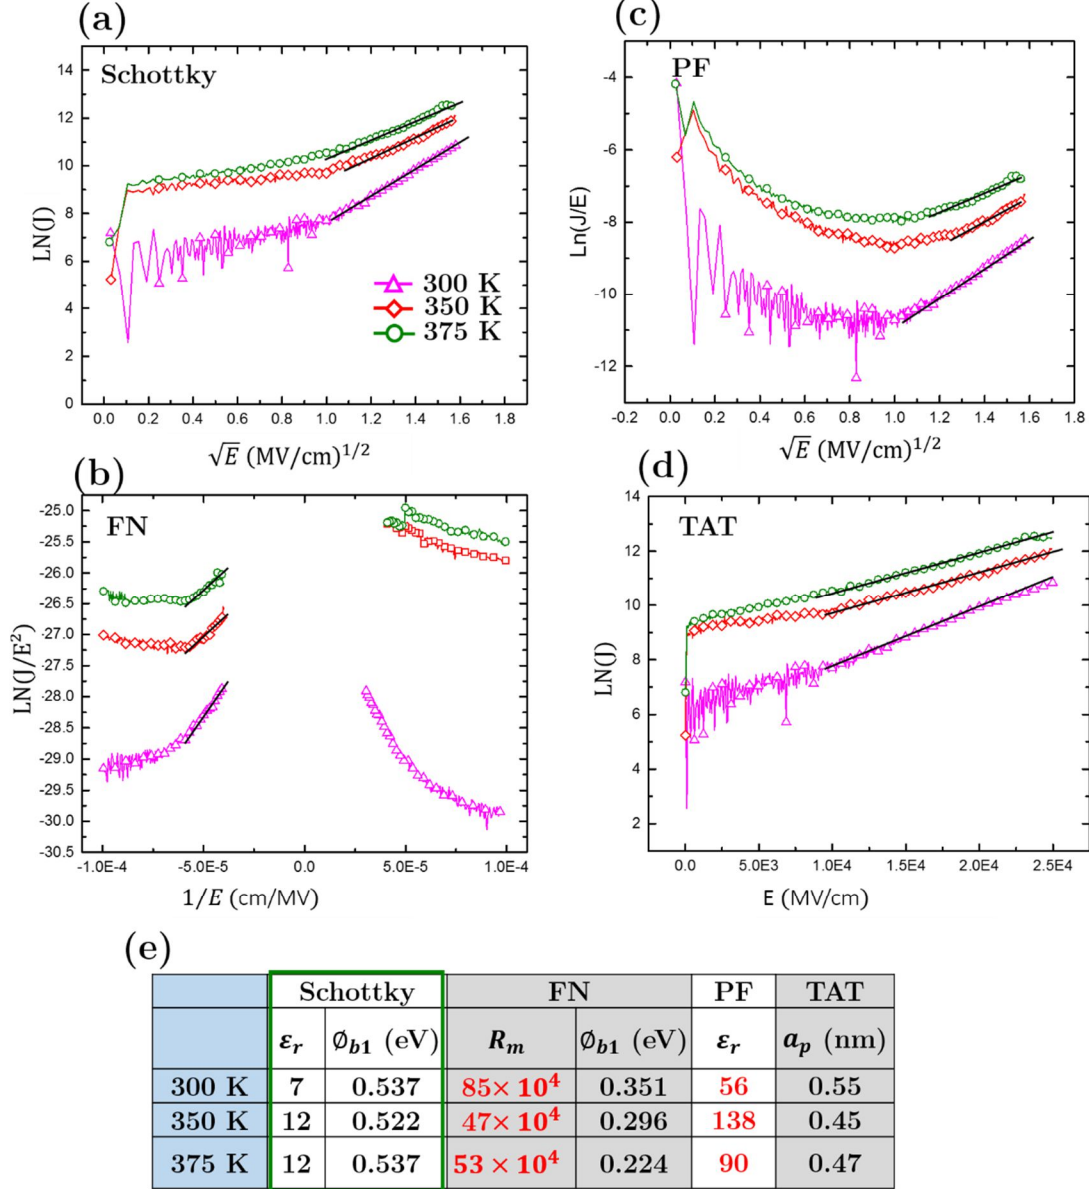 (a)
Schottky
LN(J)
14
12
10
8
6
4
2
0
300 K
350 K
375 K
0.0 0.2 0.4 0.6 0.8 1.0 1.2 1.4 1.6 1.8
√E (MV/cm)^1/2
(c)
PF
Ln(J/E)
-4
-6
-8
-10
-12
-0.2 0.0 0.2 0.4 0.6 0.8 1.0 1.2 1.4 1.6 1.8
√E (MV/cm)^1/2
(b)
FN
LN(J/E²)
-25.0
-25.5
-26.0
-26.5
-27.0
-27.5
-28.0
-28.5
-29.0
-29.5
-30.0
-30.5
-1.0E-4 -5.0E-5 0.0 5.0E-5 1.0E-4
1/E (cm/MV)
(d)
TAT
LN(J)
14
12
10
8
6
4
2
0.0 5.0E3 1.0E4 1.5E4 2.0E4 2.5E4
E (MV/cm)
(e)
Schottky FN PF TAT
εr ∅b1 (eV) Rm ∅b1 (eV) εr ap (nm)
300 K 7 0.537 85× 10⁴ 0.351 56 0.55
350 K 12 0.522 47× 10⁴ 0.296 138 0.45
375 K 12 0.537 53 × 10⁴ 0.224 90 0.47